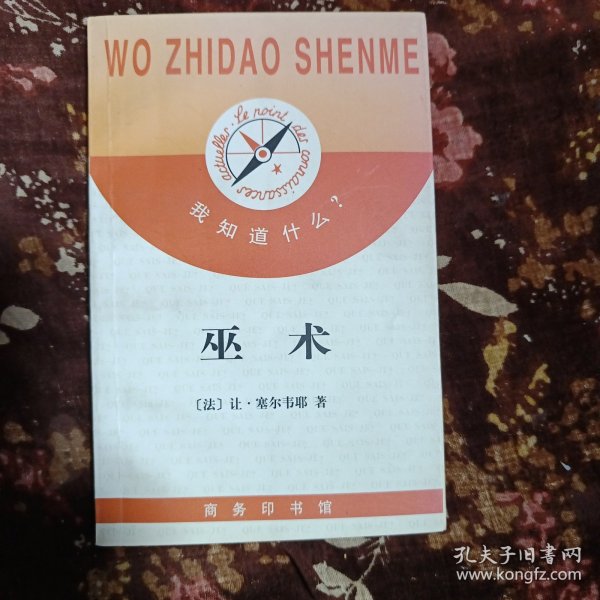 WO ZHIDAO SHENME
Le point des connaissances actuelles
我知道什么?
巫 术
〔法〕让·塞尔韦耶 著
商务印书馆
孔夫子旧书网
www.kongfz.com